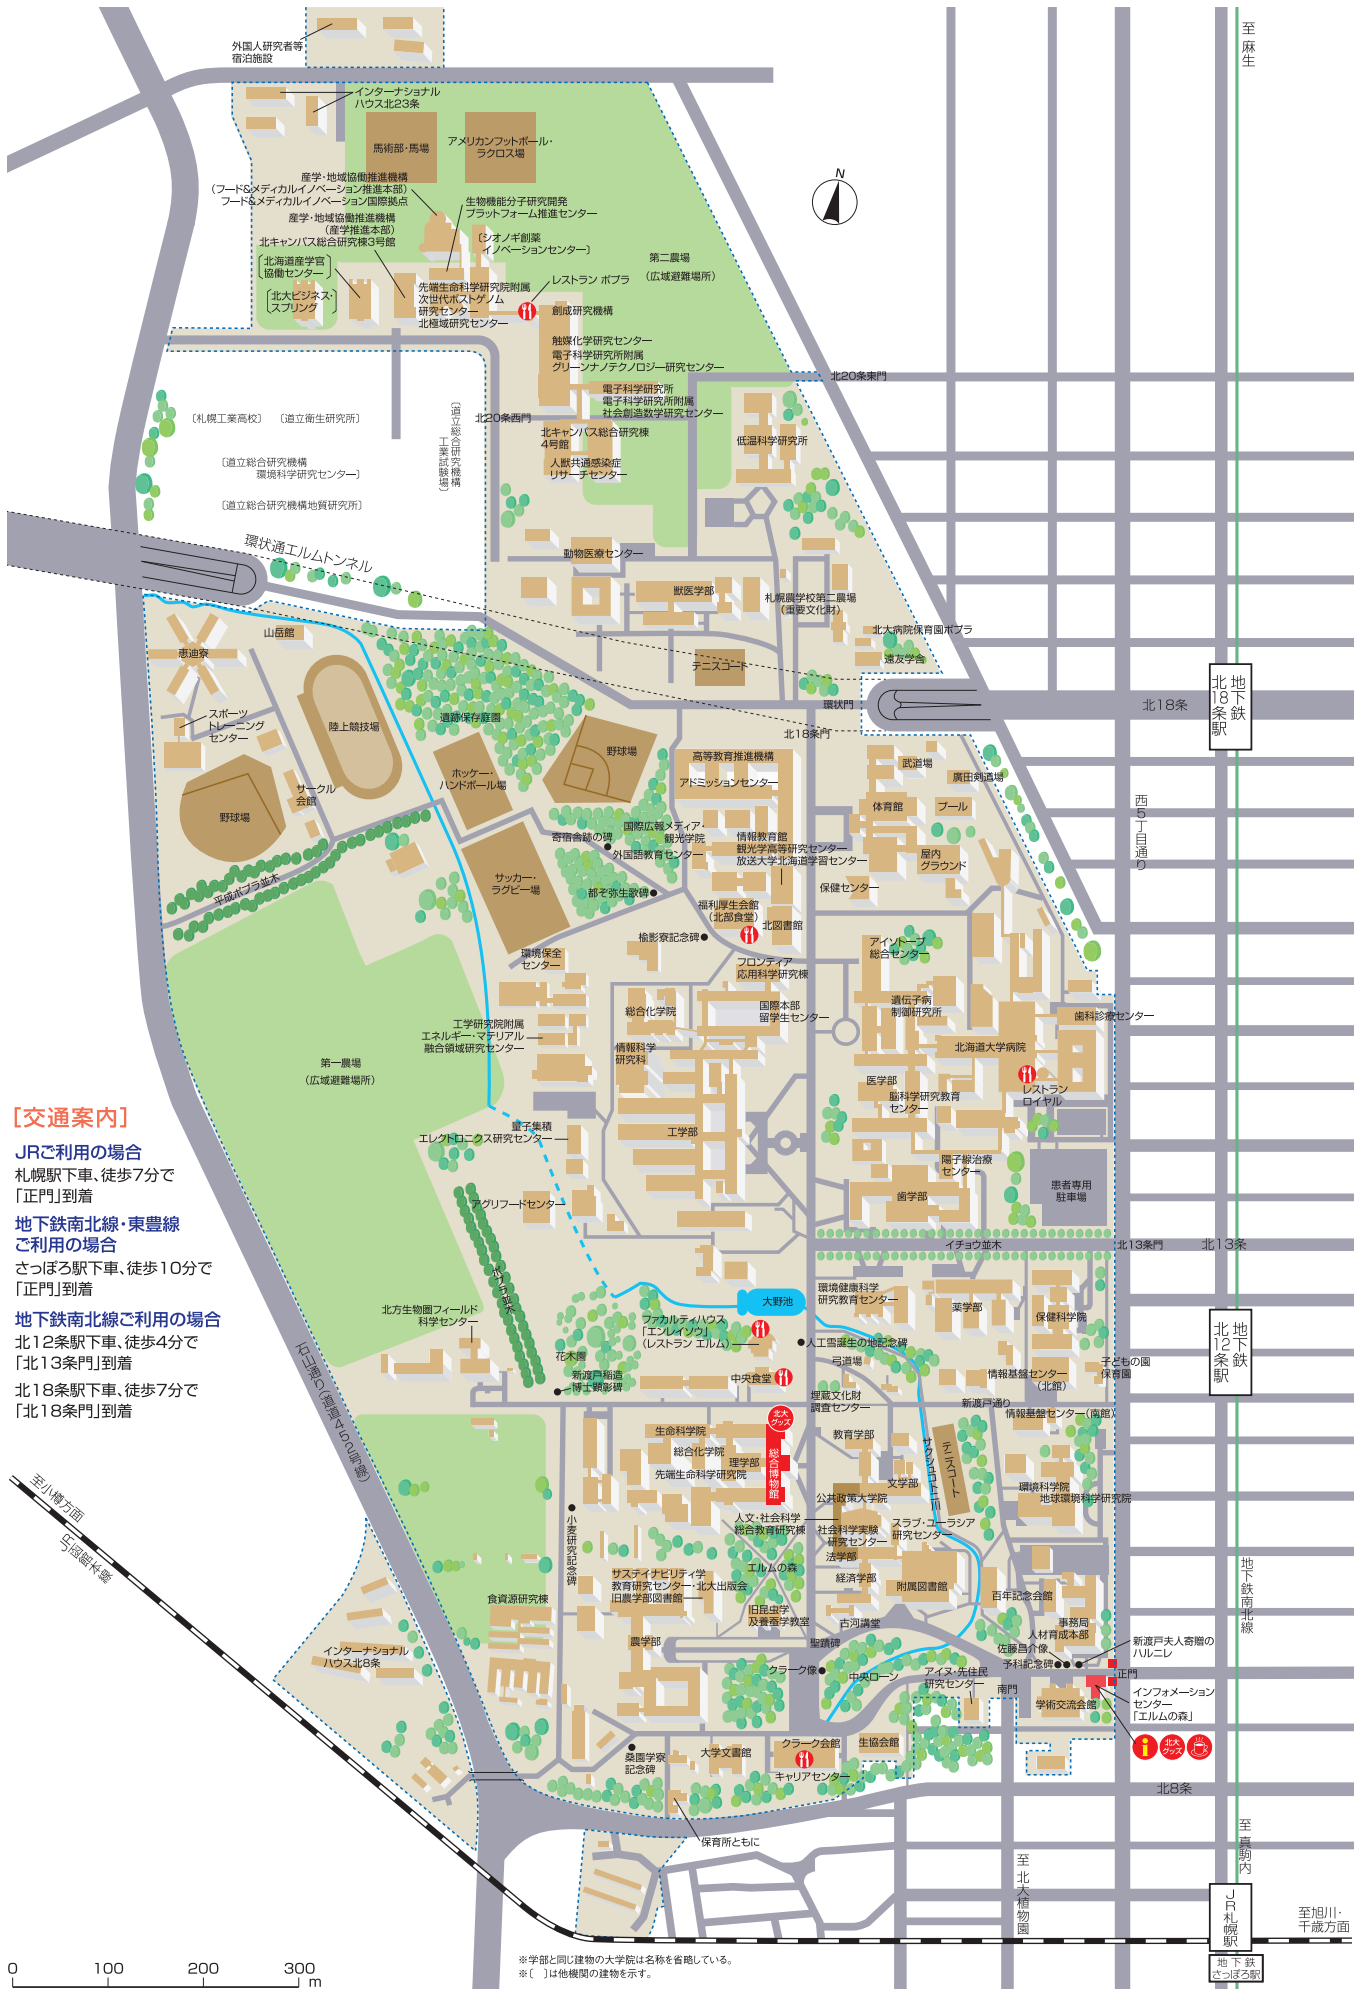 外国人研究者等
宿泊施設
至 麻生
インターナショナル
ハウス北23条
馬術部・馬場
アメリカンフットボール・
ラクロス場
N
産学・地域協働推進機構
(フード&メディカルイノベーション推進本部)
フード&メディカルイノベーション国際拠点
生物機能分子研究開発
プラットフォーム推進センター
産学・地域協働推進機構
(産学推進本部)
北キャンパス総合研究棟3号館
〔シオノギ創薬
イノベーションセンター〕
第二農場
(広域避難場所)
〔北海道産学官
協働センター〕
〔北大ビジネス・
スプリング〕
先端生命科学研究院附属
次世代ポストゲノム
研究センター
北極域研究センター
レストラン ポプラ
創成研究機構
触媒化学研究センター
電子科学研究所附属
グリーンナノテクノロジー研究センター
北20条東門
電子科学研究所
電子科学研究所附属
社会創造数学研究センター
〔札幌工業高校〕
〔道立衛生研究所〕
〔道立総合研究機構
工業試験場〕
北20条西門
北キャンパス総合研究棟
4号館
低温科学研究所
〔道立総合研究機構
環境科学研究センター〕
人獣共通感染症
リサーチセンター
〔道立総合研究機構地質研究所〕
環状通エルムトンネル
動物医療センター
獣医学部
札幌農学校第二農場
(重要文化財)
山岳館
恵迪寮
北大病院保育園ポプラ
遠友学舎
テニスコート
地下鉄
北18条駅
北18条
環状門
北18条門
スポーツ
トレーニング
センター
陸上競技場
遺跡保存庭園
野球場
ホッケー・
ハンドボール場
高等教育推進機構
アドミッションセンター
武道場
廣田剣道場
体育館
プール
西5丁目通り
サークル
会館
野球場
国際広報メディア・
観光学院
寄宿舎跡の碑
外国語教育センター
情報教育館
観光学高等研究センター
放送大学北海道学習センター
屋内
グラウンド
保健センター
平成ポプラ並木
サッカー・
ラグビー場
都ぞ弥生歌碑
福利厚生会館
(北部食堂)
北図書館
楡影寮記念碑
環境保全
センター
フロンティア
応用科学研究棟
アイソトープ
総合センター
総合化学院
国際本部
留学生センター
遺伝子病
制御研究所
歯科診療センター
工学研究院附属
エネルギー・マテリアル
融合領域研究センター
情報科学
研究科
北海道大学病院
第一農場
(広域避難場所)
医学部
脳科学研究教育
センター
レストラン
ロイヤル
[交通案内]
JRご利用の場合
札幌駅下車、徒歩7分で
「正門」到着
地下鉄南北線・東豊線
ご利用の場合
さっぽろ駅下車、徒歩10分で
「正門」到着
地下鉄南北線ご利用の場合
北12条駅下車、徒歩4分で
「北13条門」到着
北18条駅下車、徒歩7分で
「北18条門」到着
量子集積
エレクトロニクス研究センター
工学部
陽子線治療
センター
患者専用
駐車場
アグリフードセンター
歯学部
イチョウ並木
北13条門
北13条
ポプラ並木
大野池
環境健康科学
研究教育センター
薬学部
保健科学院
地下鉄
北12条駅
北方生物圏フィールド
科学センター
ファカルティハウス
「エンレイソウ」
(レストラン エルム)
人工雪誕生の地記念碑
花木園
弓道場
情報基盤センター
(北館)
子どもの園
保育園
新渡戸稲造
博士顕彰碑
中央食堂
埋蔵文化財
調査センター
新渡戸通り
情報基盤センター(南館)
石山通り(道道452号線)
北大
グッズ
生命科学院
総合化学院
理学部
先端生命科学研究院
総合博物館
教育学部
サクシュコトニ川
テニスコート
文学部
環境科学院
地球環境科学研究院
公共政策大学院
至小樽方面
JR函館本線
小麦研究記念碑
人文・社会科学
総合教育研究棟
社会科学実験
研究センター
スラブ・ユーラシア
研究センター
法学部
エルムの森
経済学部
附属図書館
サステイナビリティ学
教育研究センター・北大出版会
旧農学部図書館
百年記念会館
地下鉄南北線
食資源研究棟
旧昆虫学
及養蚕学教室
古河講堂
事務局
人材育成本部
インターナショナル
ハウス北8条
農学部
聖蹟碑
佐藤昌介像
予科記念碑
新渡戸夫人寄贈の
ハルニレ
クラーク像
中央ローン
アイヌ・先住民
研究センター
南門
正門
学術交流会館
インフォメーション
センター
「エルムの森」
北大
グッズ
桑園学寮
記念碑
大学文書館
クラーク会館
キャリアセンター
生協会館
北8条
保育所ともに
至 真駒内
至 北大植物園
JR札幌駅
至旭川・
千歳方面
地下鉄
さっぽろ駅
0 100 200 300
m
※学部と同じ建物の大学院は名称を省略している。
※〔 〕は他機関の建物を示す。